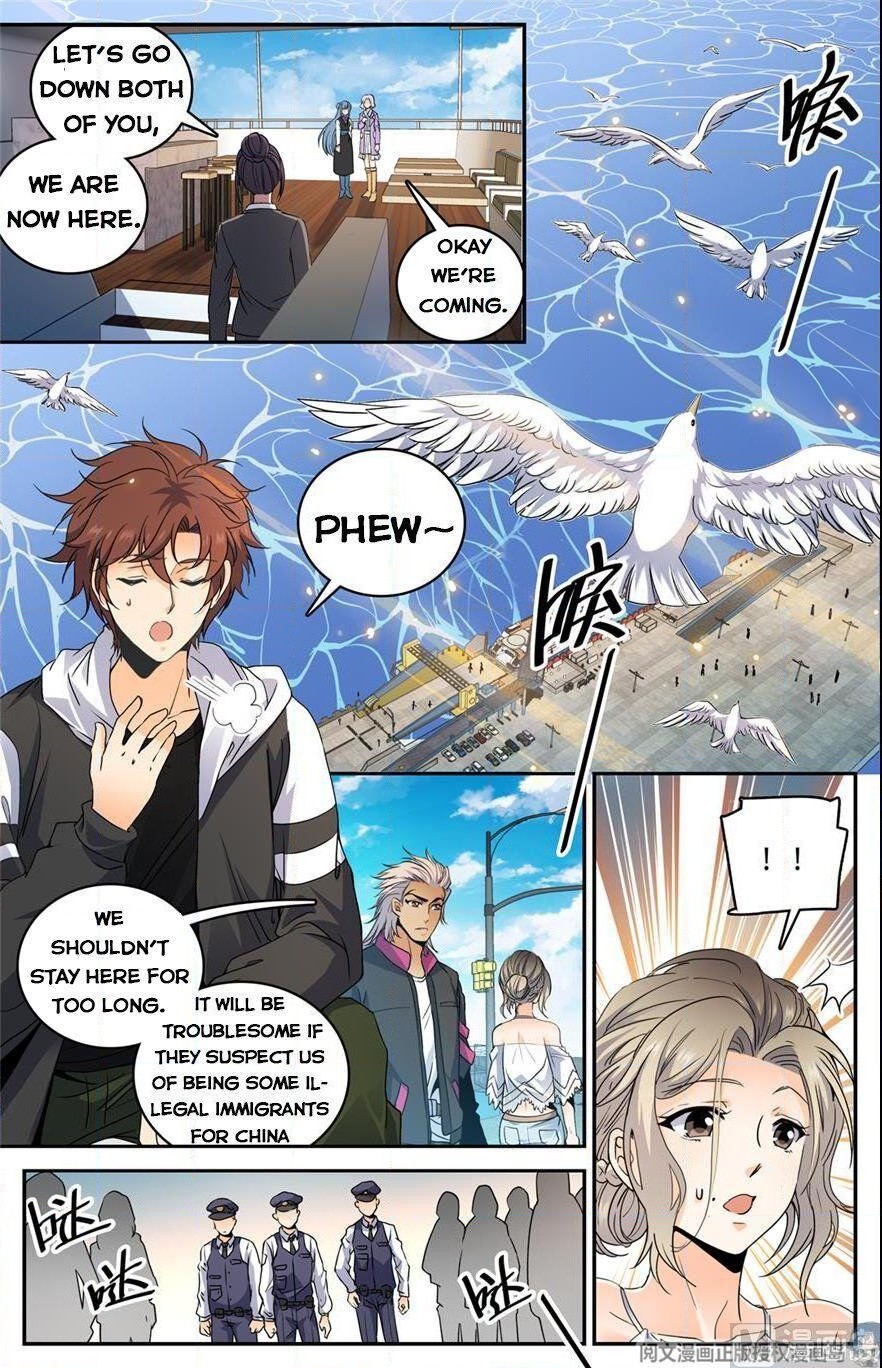 LET'S GO
DOWN BOTH
OF YOU,
WE ARE
NOW HERE.
OKAY
WE'RE
COMING.
唳
PHEW~
唳
WE
SHOULDN'T
STAY HERE FOR
TOO LONG.
IT WILL BE
TROUBLESOME IF
THEY SUSPECT US
OF BEING SOME IL-
LEGAL IMMIGRANTS
FOR CHINA
！！
哒
哒
哒
阅文漫画正版授权漫画岛